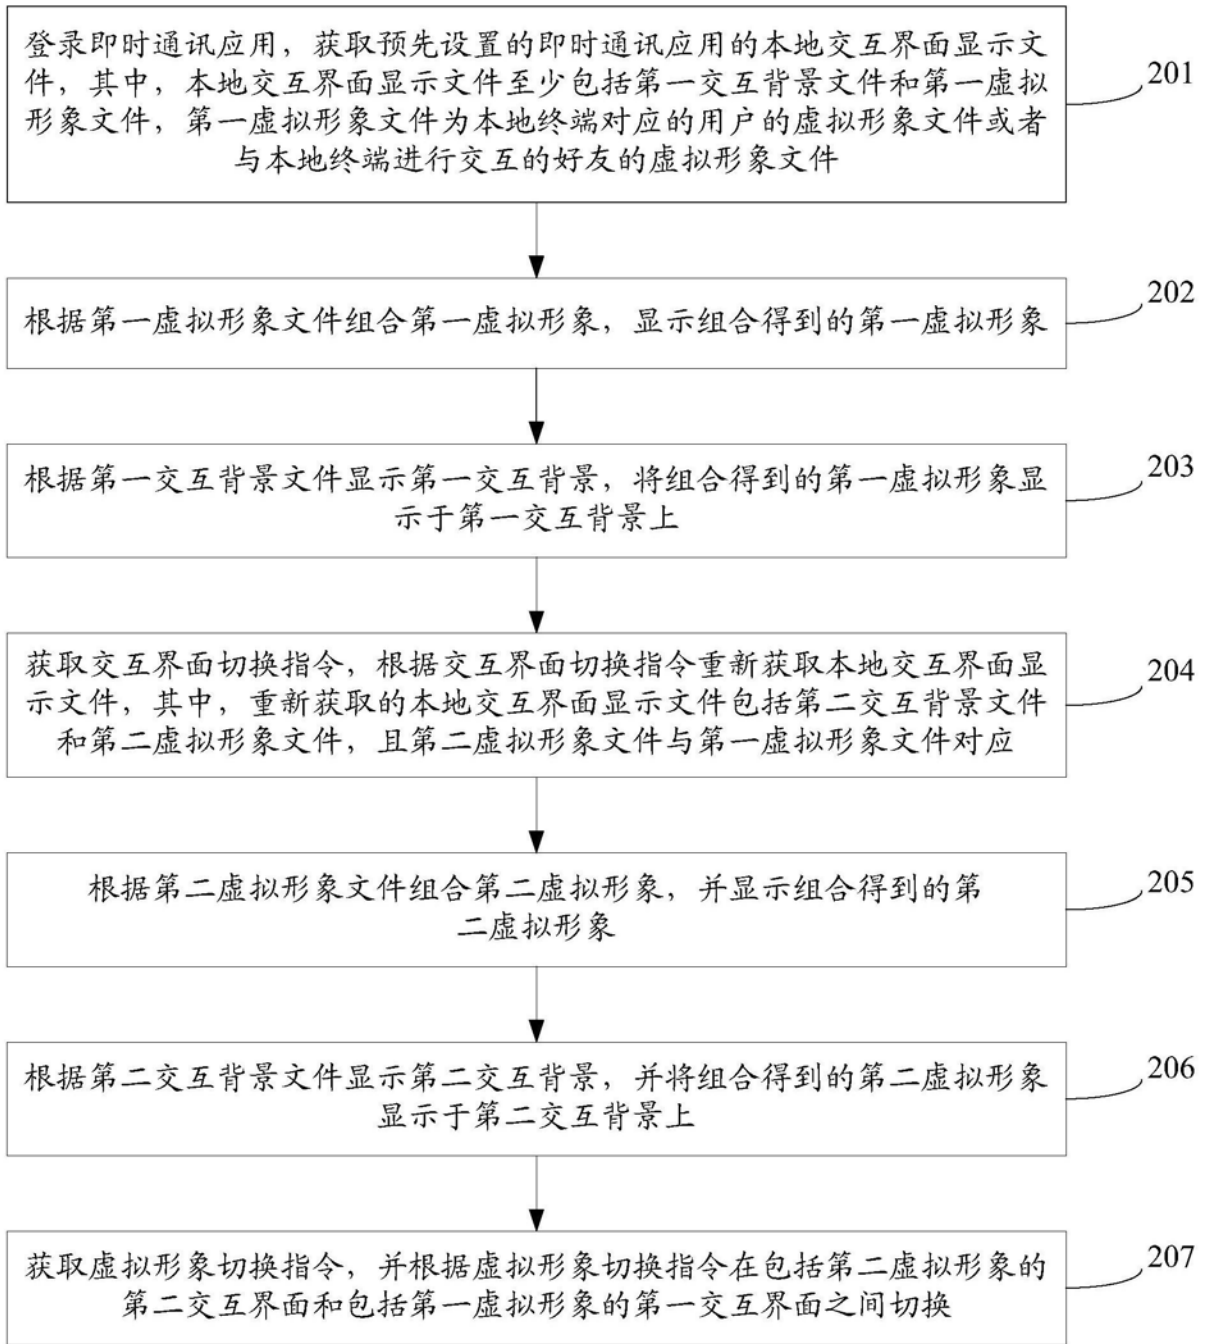 登录即时通讯应用，获取预先设置的即时通讯应用的本地交互界面显示文
件，其中，本地交互界面显示文件至少包括第一交互背景文件和第一虚拟
形象文件，第一虚拟形象文件为本地终端对应的用户的虚拟形象文件或者
与本地终端进行交互的好友的虚拟形象文件
201
根据第一虚拟形象文件组合第一虚拟形象，显示组合得到的第一虚拟形象
202
根据第一交互背景文件显示第一交互背景，将组合得到的第一虚拟形象显
示于第一交互背景上
203
获取交互界面切换指令，根据交互界面切换指令重新获取本地交互界面显
示文件，其中，重新获取的本地交互界面显示文件包括第二交互背景文件
和第二虚拟形象文件，且第二虚拟形象文件与第一虚拟形象文件对应
204
根据第二虚拟形象文件组合第二虚拟形象，并显示组合得到的第
二虚拟形象
205
根据第二交互背景文件显示第二交互背景，并将组合得到的第二虚拟形象
显示于第二交互背景上
206
获取虚拟形象切换指令，并根据虚拟形象切换指令在包括第二虚拟形象的
第二交互界面和包括第一虚拟形象的第一交互界面之间切换
207